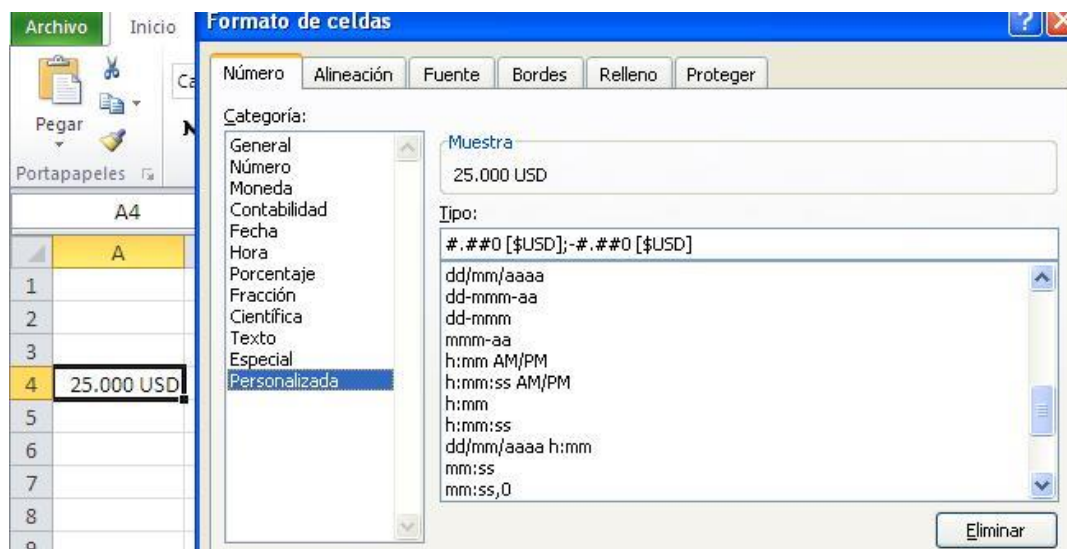 Archivo Inicio
Formato de celdas
Pegar
Portapapeles
A4
A
1
2
3
4 25.000 USD
5
6
7
8
Número Alineación Fuente Bordes Relleno Proteger
Categoría:
General
Número
Moneda
Contabilidad
Fecha
Hora
Porcentaje
Fracción
Científica
Texto
Especial
Personalizada
Muestra
25.000 USD
Tipo:
#.##0 [$USD];-#.##0 [$USD]
dd/mm/aaaa
dd-mmm-aa
dd-mmm
mmm-aa
h:mm AM/PM
h:mm:ss AM/PM
h:mm
h:mm:ss
dd/mm/aaaa h:mm
mm:ss
mm:ss,0
Eliminar